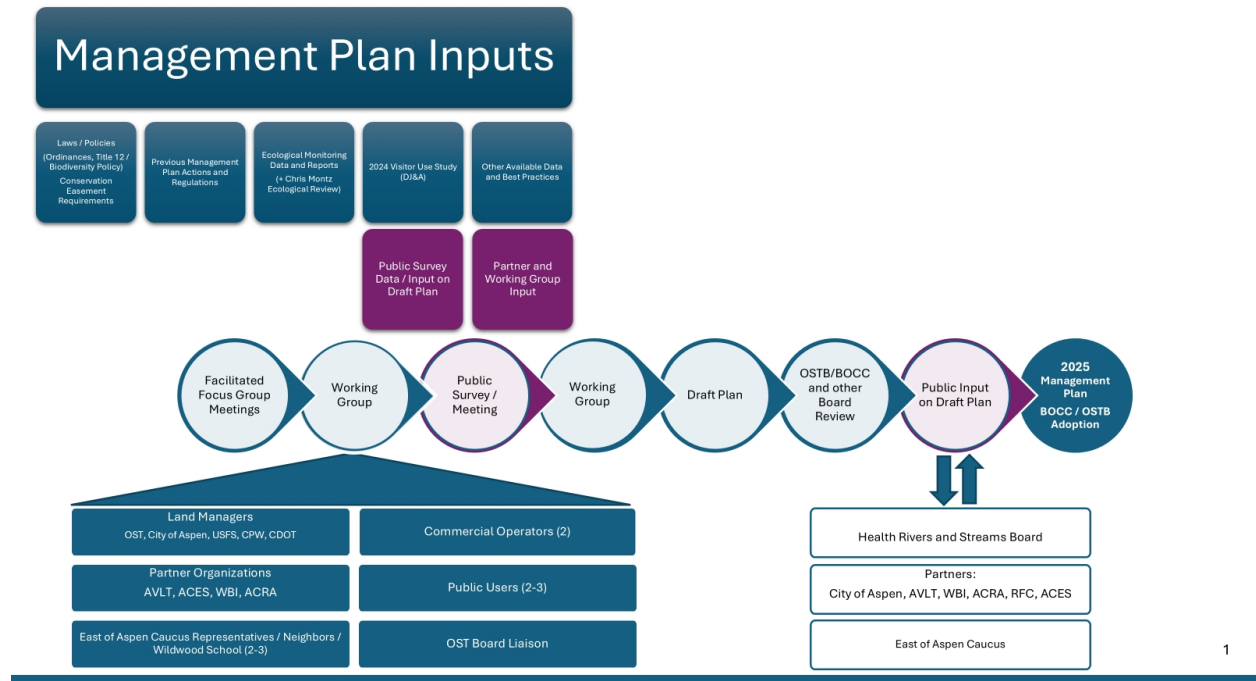 Management Plan Inputs
Laws / Policies
(Ordinances, Title 12 /
Biodiversity Policy)
Conservation
Easement
Requirements
Previous Management
Plan Actions and
Regulations
Ecological Monitoring
Data and Reports
(+ Chris Montz
Ecological Review)
2024 Visitor Use Study
(DJ&A)
Other Available Data
and Best Practices
Public Survey
Data / Input on
Draft Plan
Partner and
Working Group
Input
Facilitated
Focus Group
Meetings
Working
Group
Public
Survey /
Meeting
Working
Group
Draft Plan
OSTB/BOCC
and other
Board
Review
Public Input
on Draft Plan
2025
Management
Plan
BOCC / OSTB
Adoption
Land Managers
OST, City of Aspen, USFS, CPW, CDOT
Commercial Operators (2)
Partner Organizations
AVLT, ACES, WBI, ACRA
Public Users (2-3)
East of Aspen Caucus Representatives / Neighbors /
Wildwood School (2-3)
OST Board Liaison
Health Rivers and Streams Board
Partners:
City of Aspen, AVLT, WBI, ACRA, RFC, ACES
East of Aspen Caucus
1